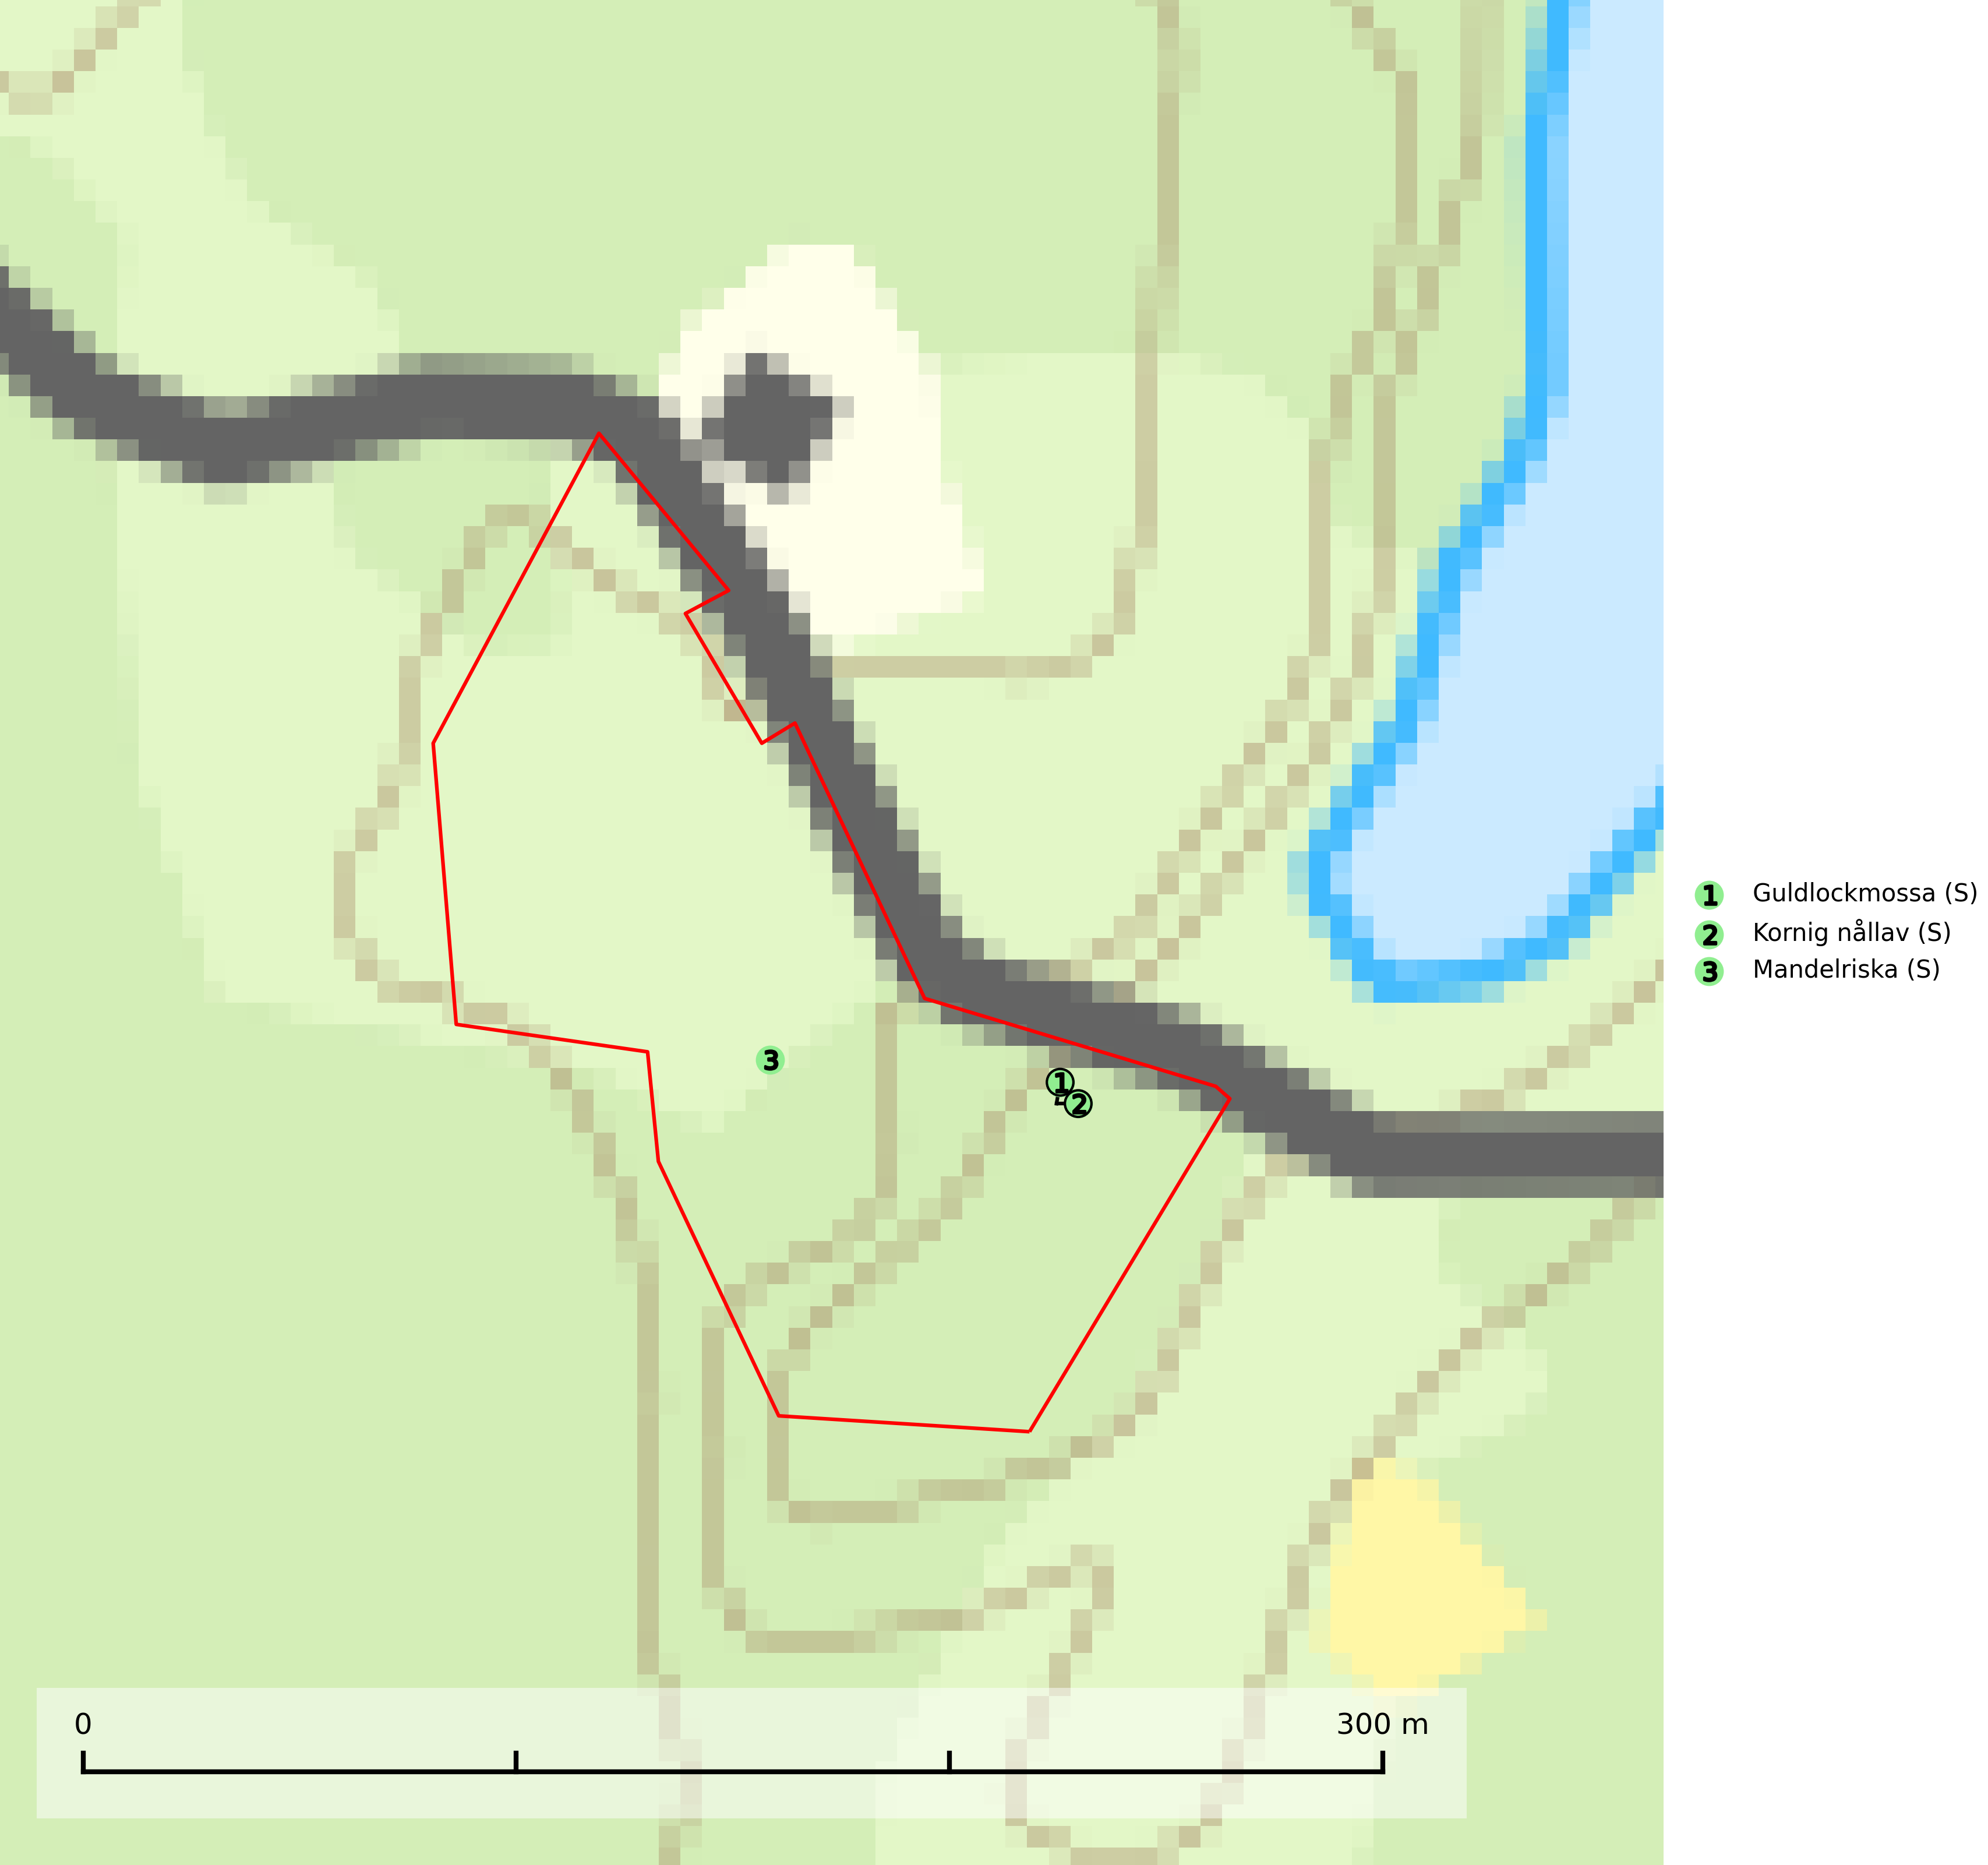 3
1
2
1 Guldlockmossa (S)
2 Kornig nållav (S)
3 Mandelriska (S)
0 300 m